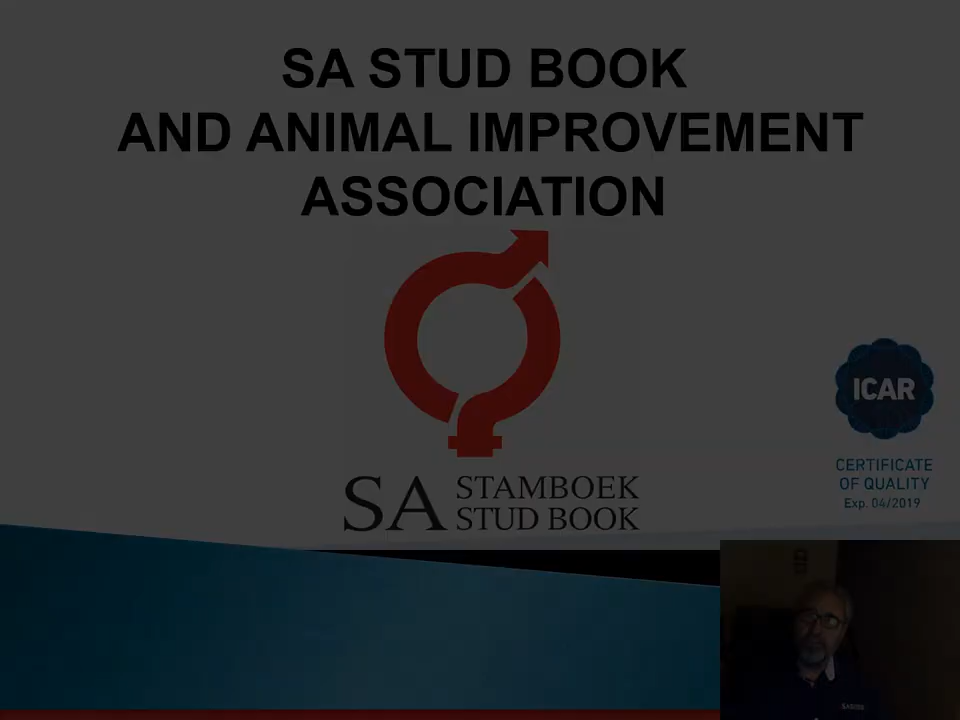 SA STUD BOOK
AND ANIMAL IMPROVEMENT
ASSOCIATION
SA STAMBOEK
STUD BOOK
ICAR
CERTIFICATE
OF QUALITY
Exp. 04/2019